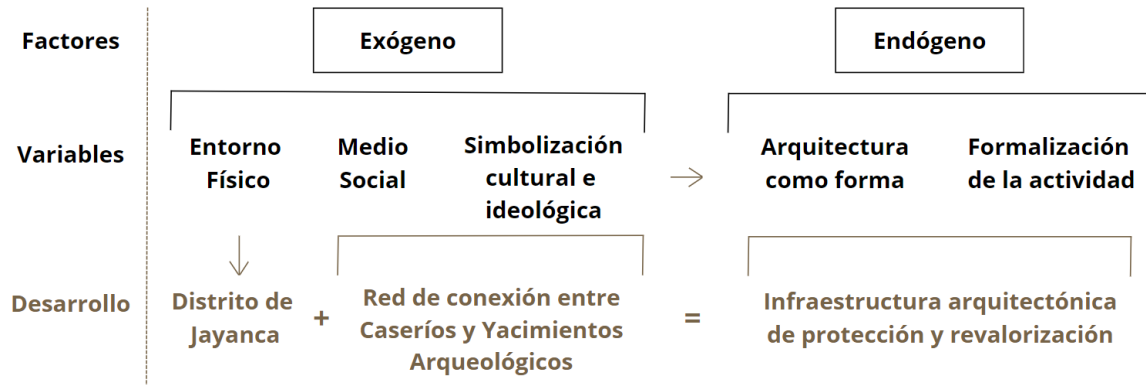 Factores
Exógeno
Endógeno
Variables
Entorno
Físico
Medio
Social
Simbolización
cultural e
ideológica
→
Arquitectura
como forma
Formalización
de la actividad
Desarrollo
Distrito de
Jayanca
+
Red de conexión entre
Caseríos y Yacimientos
Arqueológicos
=
Infraestructura arquitectónica
de protección y revalorización